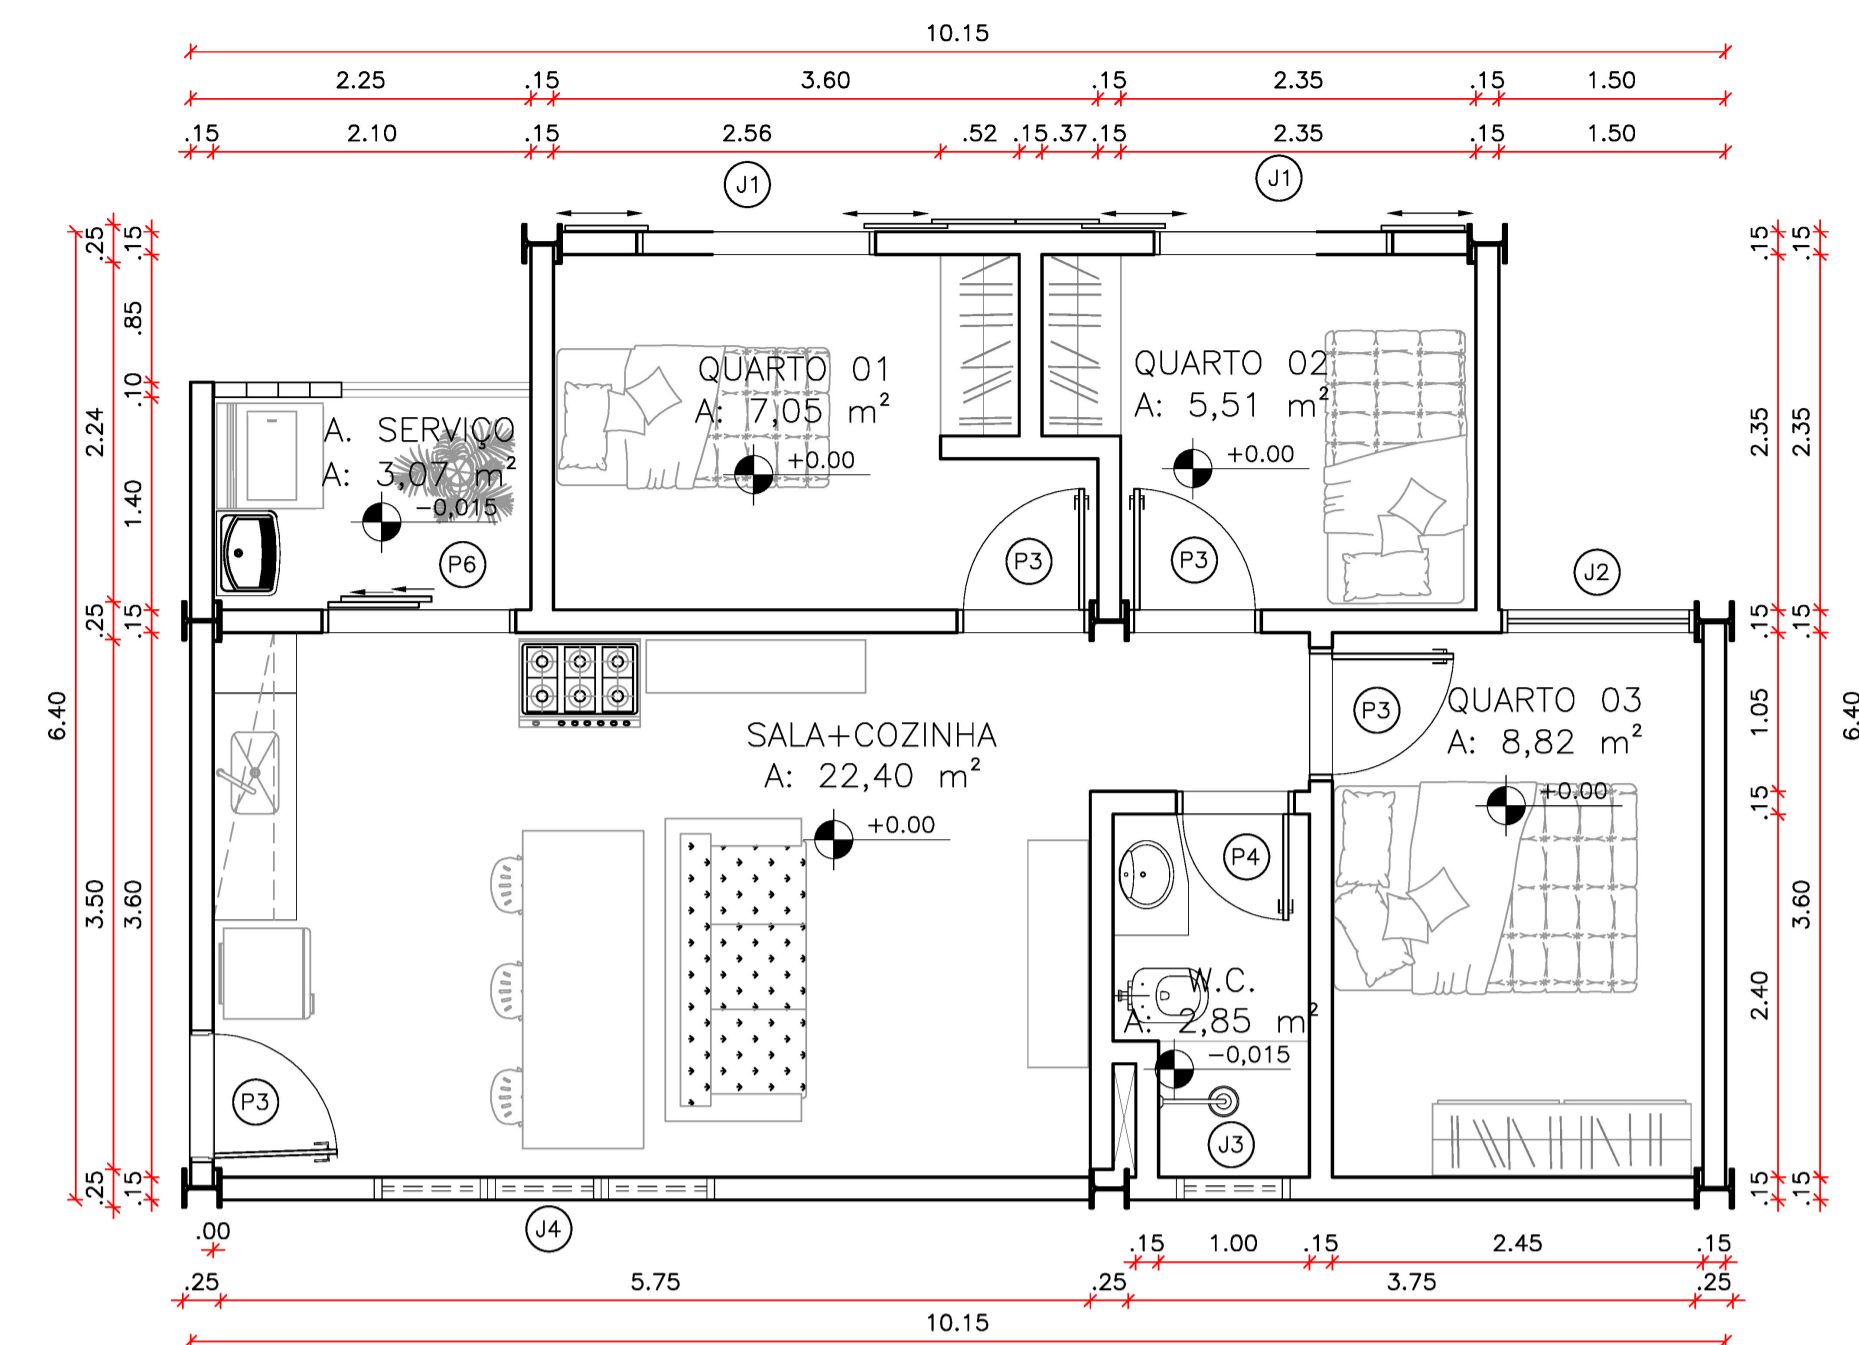 10.15
2.25 .15 3.60 .15 2.35 .15 1.50
.15 2.10 .15 2.56 .52 .15 .37 .15 2.35 .15 1.50
J1 J1
.25 .15 .15 .15
.85
.10
2.24
1.40
.25 .15
2.35 2.35
.15 .15
QUARTO 01
A: 7,05 m²
+0.00
QUARTO 02
A: 5,51 m²
+0.00
A. SERVIÇO
A: 3,07 m²
-0,015
P6
P3
P3
J2
6.40
6.40
SALA+COZINHA
A: 22,40 m²
+0.00
P3
QUARTO 03
A: 8,82 m²
+0.00
1.05
.15
3.50 3.60
2.40 3.60
P4
W.C.
A: 2,85 m²
-0,015
P3
J3
.25 .15 .15 .15
.00
J4
.15 1.00 .15 2.45 .15
.25 5.75 .25 3.75 .25
10.15